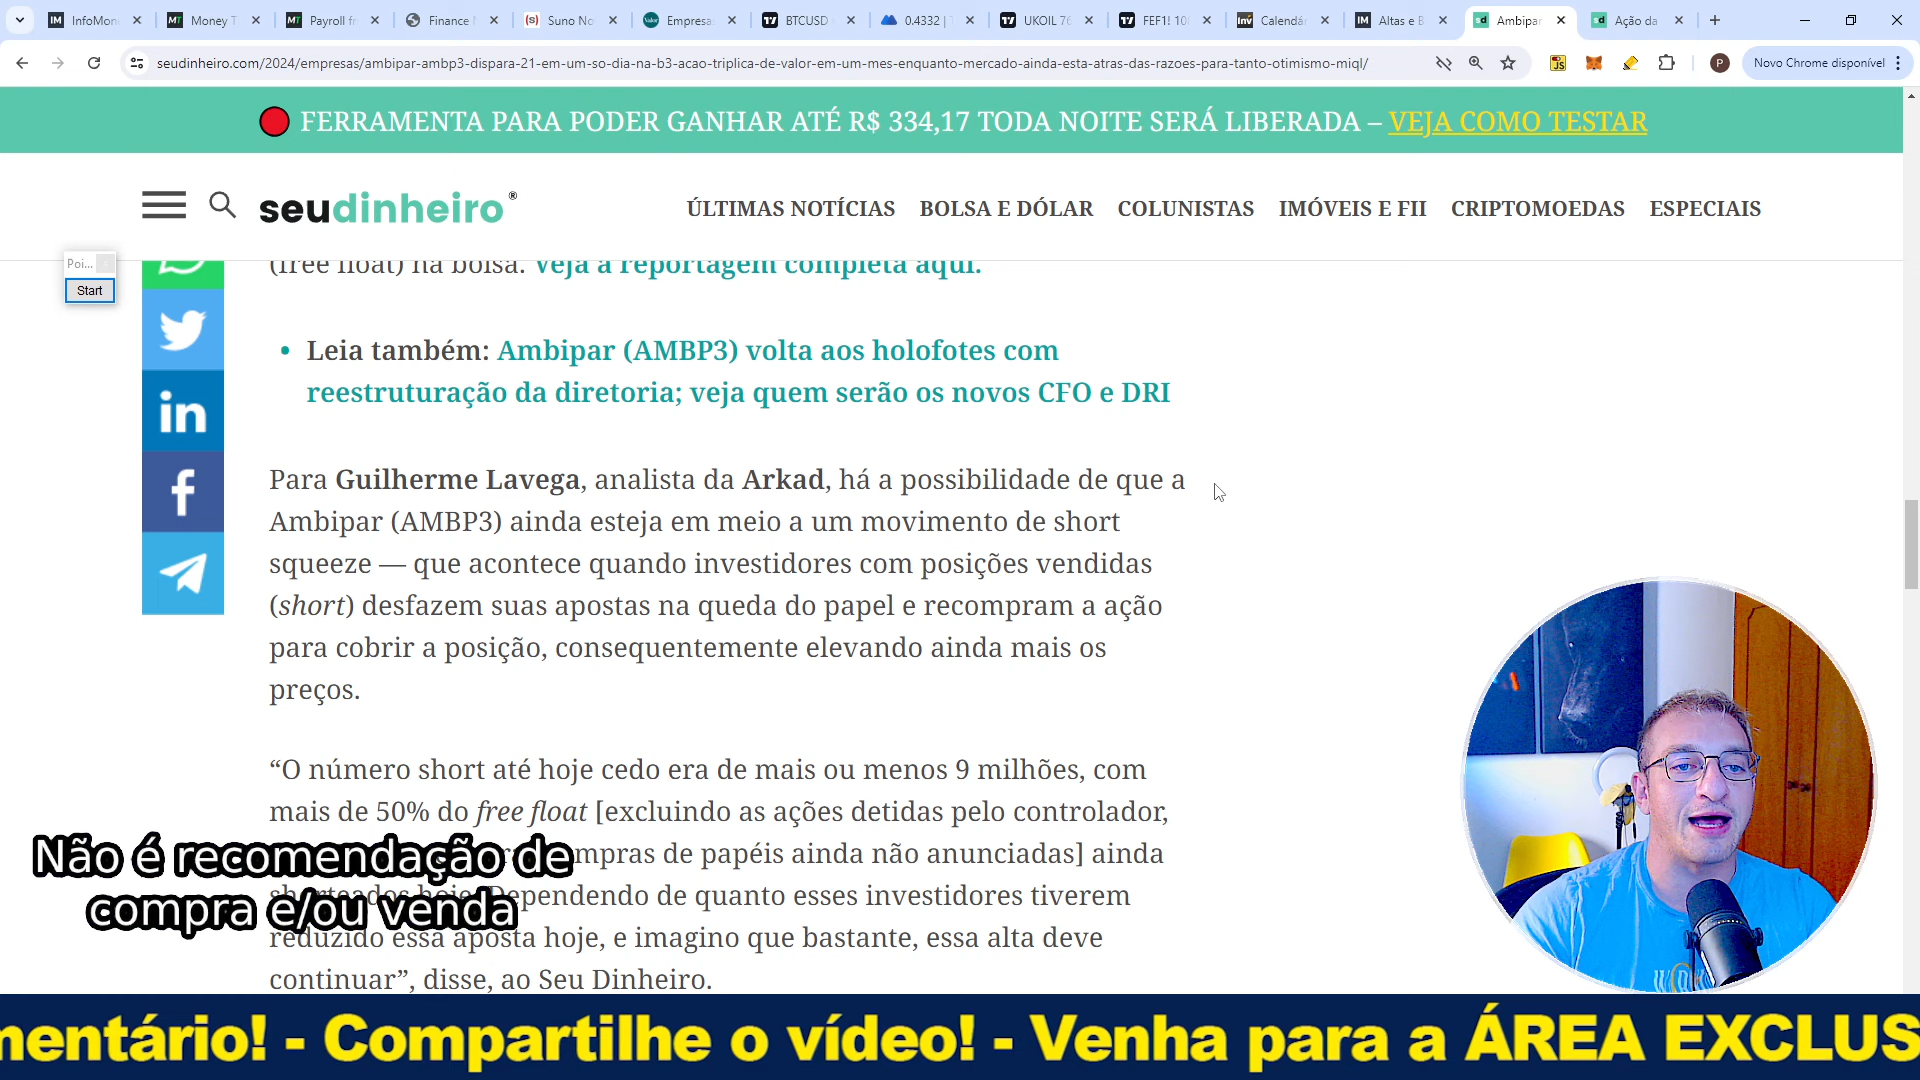 InfoMon
Money T
Payroll fr
Finance N
Suno No
Empresa
BTCUSD
0.4332 | T
UKOIL 76
FEF1! 10
Calendár
Altas e B
Ambipar
Ação da
seudinheiro.com/2024/empresas/ambipar-ambp3-dispara-21-em-um-so-dia-na-b3-acao-triplica-de-valor-em-um-mes-enquanto-mercado-ainda-esta-atras-das-razoes-para-tanto-otimismo-miql/
P
Novo Chrome disponível
FERRAMENTA PARA PODER GANHAR ATÉ R$ 334,17 TODA NOITE SERÁ LIBERADA – VEJA COMO TESTAR
seudinheiro®
ÚLTIMAS NOTÍCIAS BOLSA E DÓLAR COLUNISTAS IMÓVEIS E FII CRIPTOMOEDAS ESPECIAIS
Poi...
Start
(free float) na bolsa. Veja a reportagem completa aqui.
• Leia também: Ambipar (AMBP3) volta aos holofotes com
reestruturação da diretoria; veja quem serão os novos CFO e DRI
Para Guilherme Lavega, analista da Arkad, há a possibilidade de que a
Ambipar (AMBP3) ainda esteja em meio a um movimento de short
squeeze — que acontece quando investidores com posições vendidas
(short) desfazem suas apostas na queda do papel e recompram a ação
para cobrir a posição, consequentemente elevando ainda mais os
preços.
“O número short até hoje cedo era de mais ou menos 9 milhões, com
mais de 50% do free float [excluindo as ações detidas pelo controlador,
mpras de papéis ainda não anunciadas] ainda
shorteados hoje. Dependendo de quanto esses investidores tiverem
reduzido essa aposta hoje, e imagino que bastante, essa alta deve
continuar”, disse, ao Seu Dinheiro.
Não é recomendação de
compra e/ou venda
mentário! - Compartilhe o vídeo! - Venha para a ÁREA EXCLUS